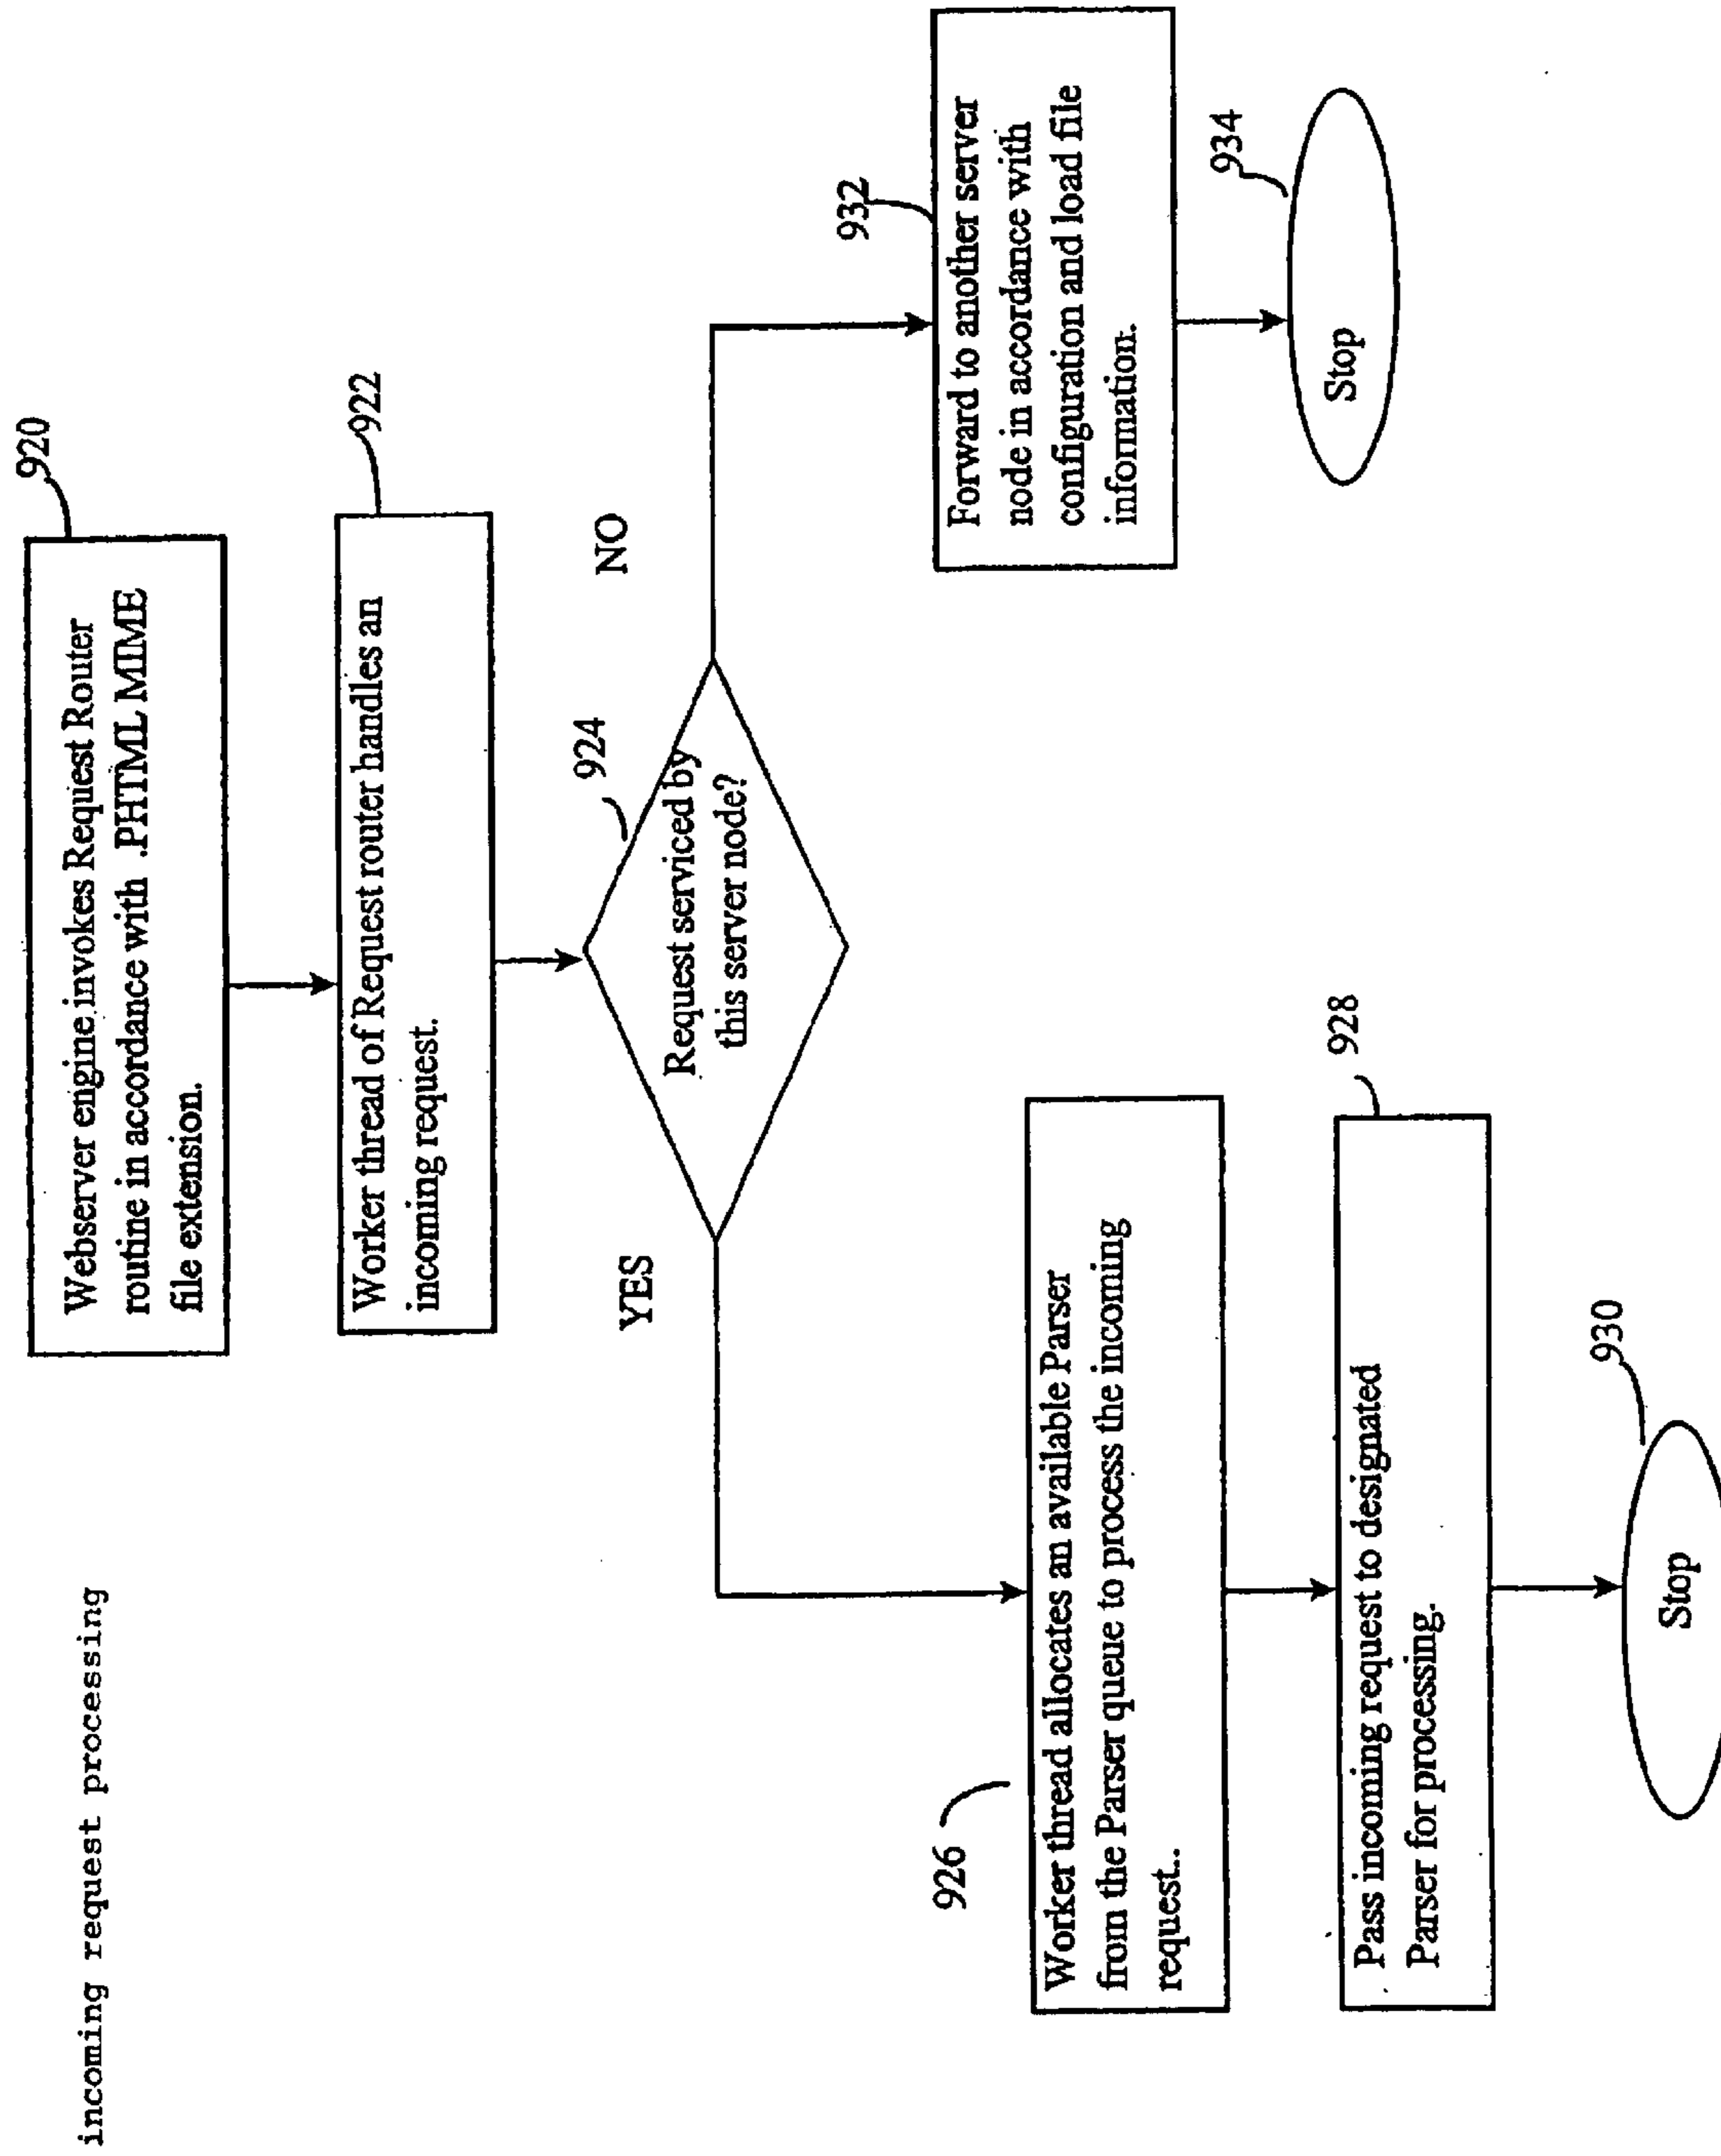 incoming request processing
920
Webserver engine invokes Request Router
routine in accordance with .PHTML MIME
file extension.
922
Worker thread of Request router handles an
incoming request.
924
Request serviced by
this server node?
YES
NO
926
Worker thread allocates an available Parser
from the Parser queue to process the incoming
request..
928
Pass incoming request to designated
Parser for processing.
930
Stop
932
Forward to another server
node in accordance with
configuration and load file
information.
934
Stop